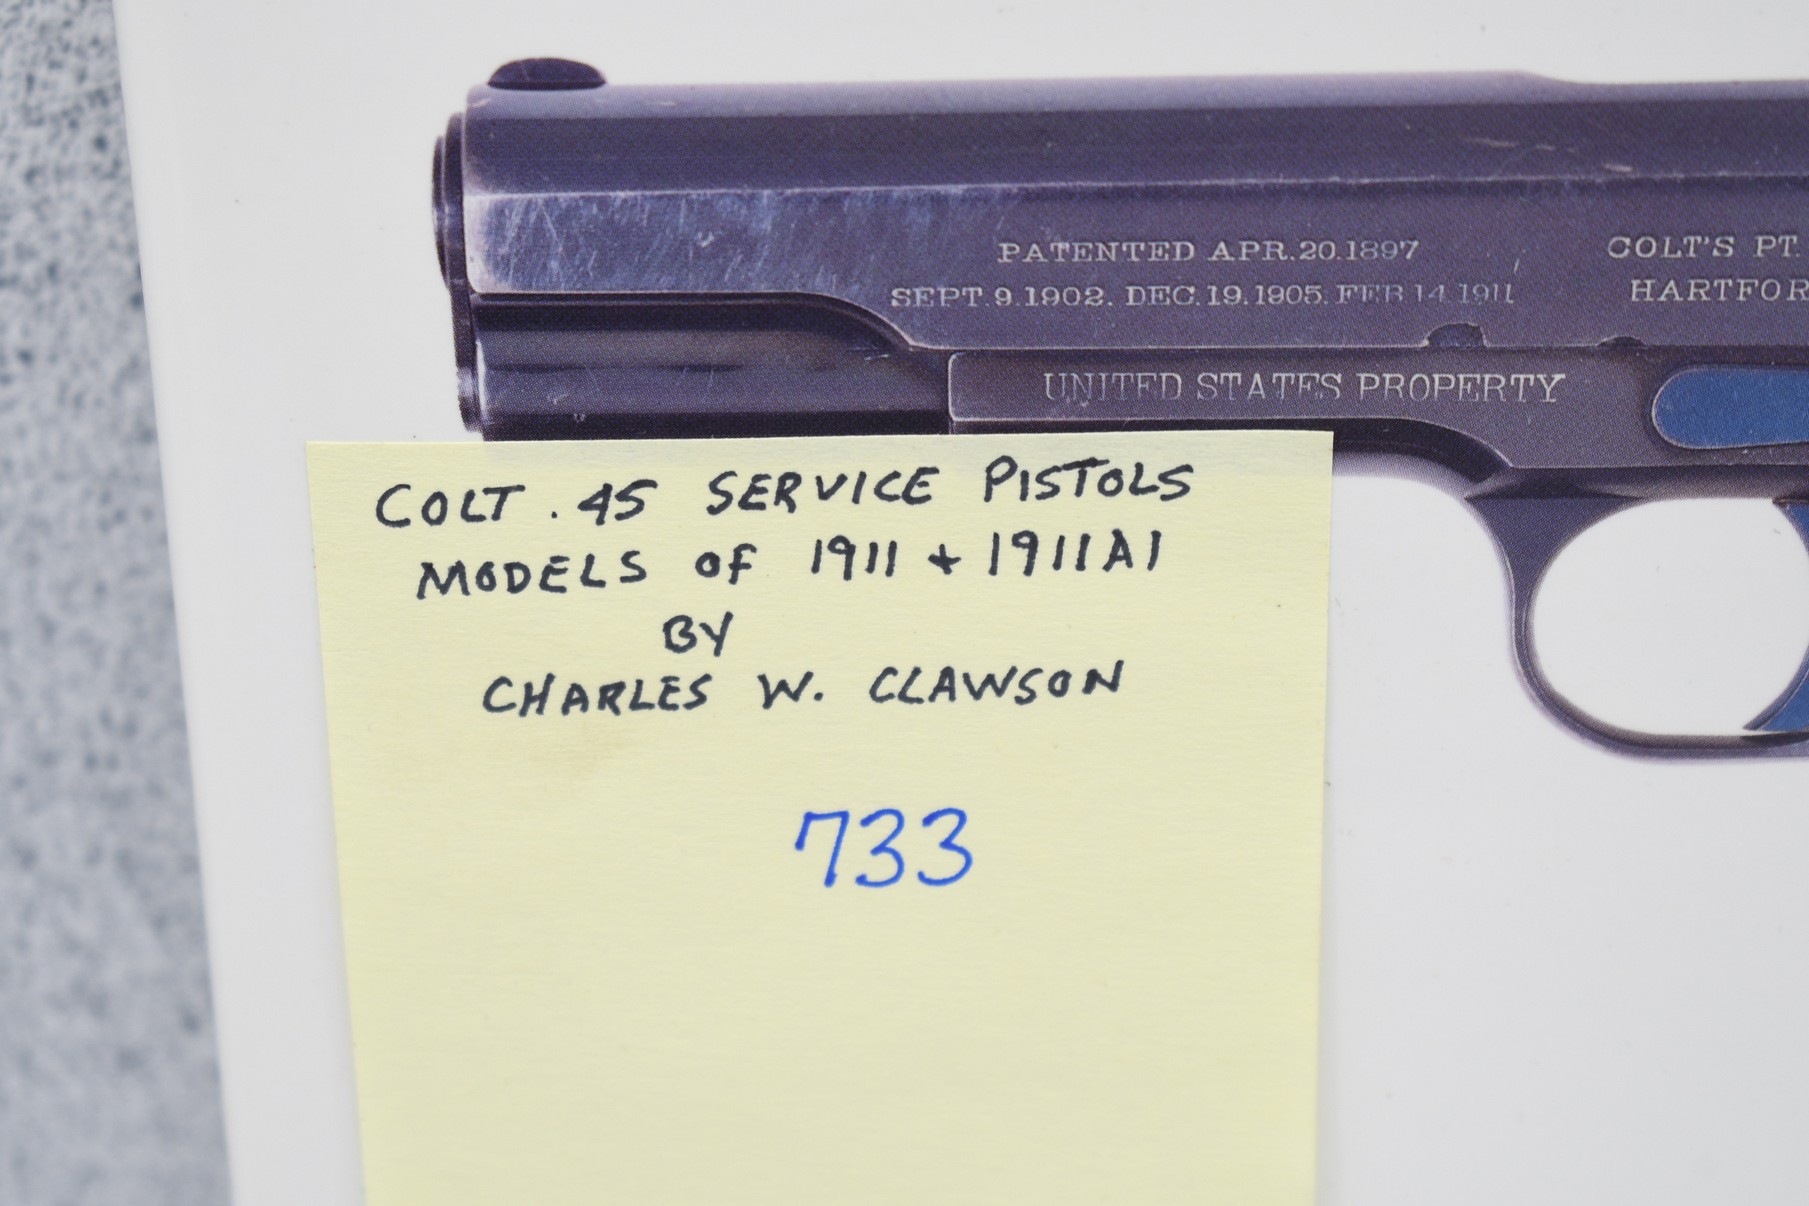 PATENTED APR.20.1897
SEPT.9.1902. DEC.19.1905. FEB 14 1911
COLT'S PT.
HARTFOR
UNITED STATES PROPERTY
COLT .45 SERVICE PISTOLS
MODELS OF 1911 + 1911A1
BY
CHARLES W. CLAWSON
733